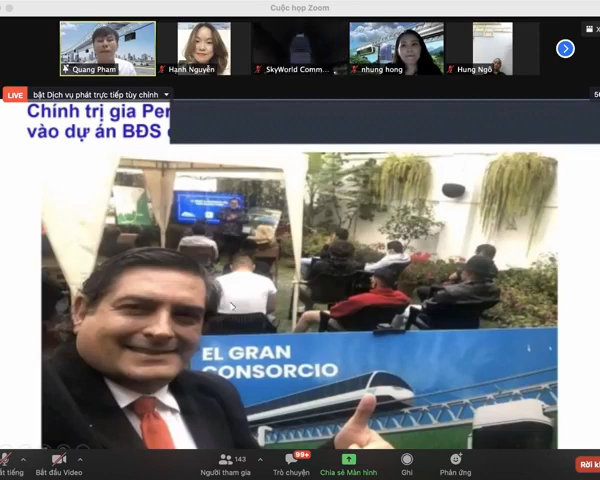 Cuộc họp Zoom
Quang Pham
Hạnh Nguyễn
_SkyWorld Comm...
nhung hong
Hung Ngô
LIVE
bật Dịch vụ phát trực tiếp tùy chỉnh
Chính trị gia Per
vào dự án BĐS
EL GRAN
CONSORCIO
143
99+
ắt tiếng
Bắt đầu Video
Người tham gia
Trò chuyện
Chia sẻ Màn hình
Ghi
Phản ứng
Rời k